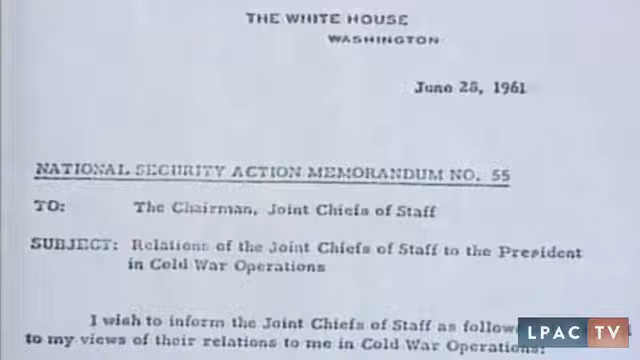 THE WHITE HOUSE
WASHINGTON
June 28, 1961
NATIONAL SECURITY ACTION MEMORANDUM NO. 55
TO: The Chairman, Joint Chiefs of Staff
SUBJECT: Relations of the Joint Chiefs of Staff to the President
in Cold War Operations
I wish to inform the Joint Chiefs of Staff as follow
to my views of their relations to me in Cold War Operations:
LPAC TV